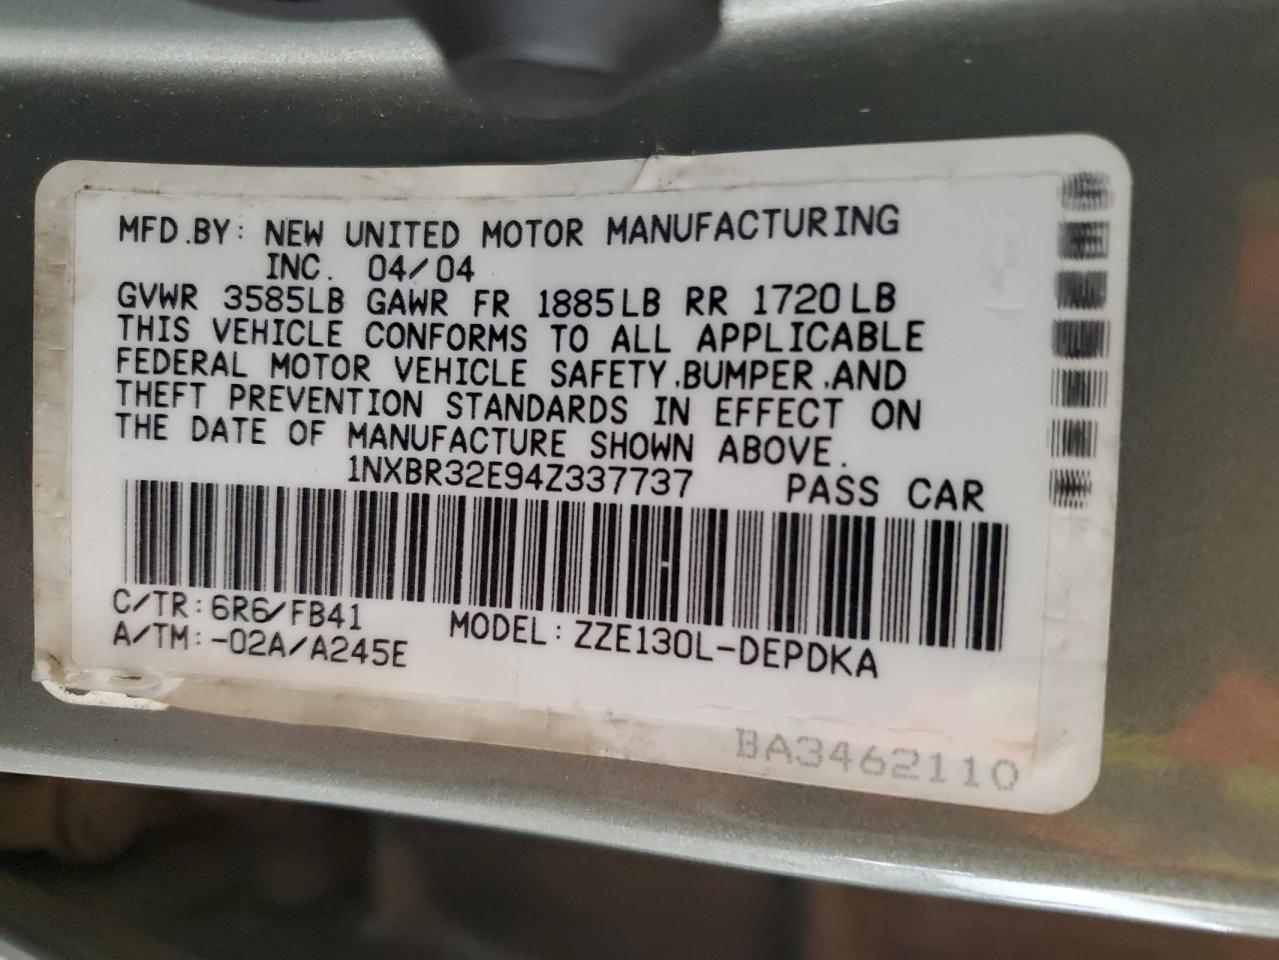 MFD.BY: NEW UNITED MOTOR MANUFACTURING
INC. 04/04
GVWR 3585LB GAWR FR 1885LB RR 1720LB
THIS VEHICLE CONFORMS TO ALL APPLICABLE
FEDERAL MOTOR VEHICLE SAFETY,BUMPER,AND
THEFT PREVENTION STANDARDS IN EFFECT ON
THE DATE OF MANUFACTURE SHOWN ABOVE.
1NXBR32E94Z337737 PASS CAR
C/TR:6R6/FB41
A/TM:-02A/A245E
MODEL:ZZE130L-DEPDKA
BA3462110